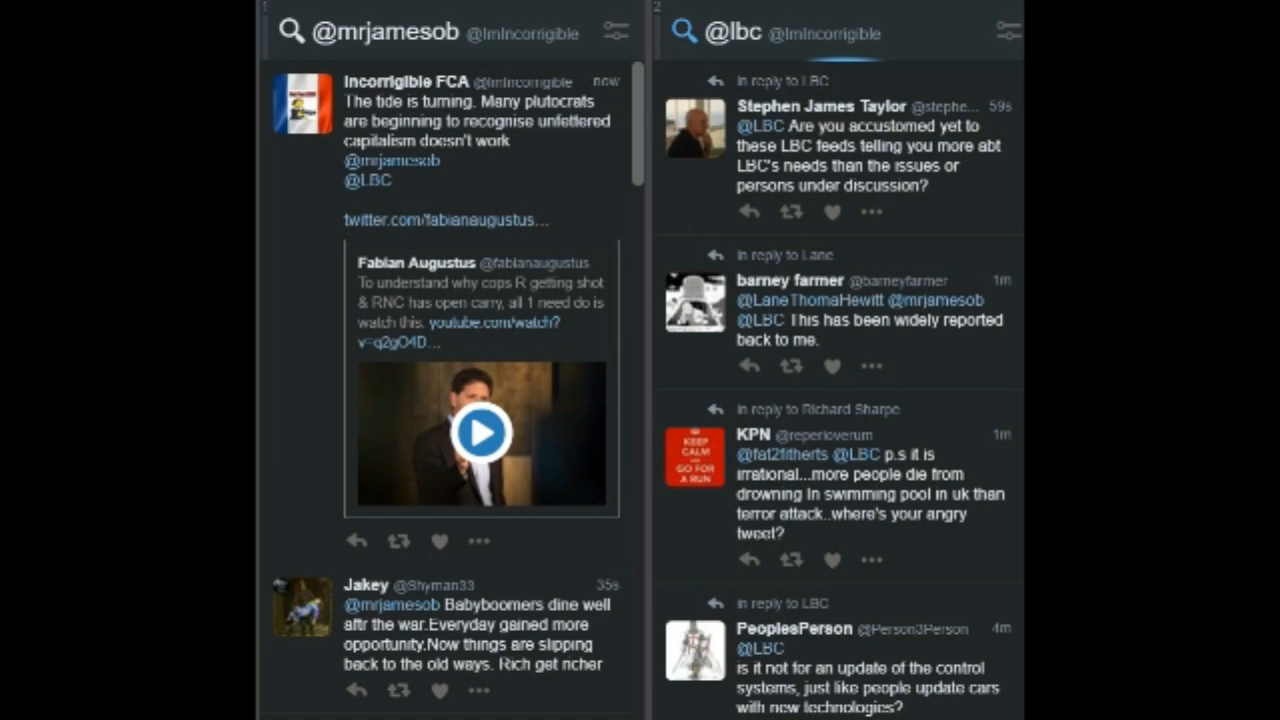 1
@mrjamesob @ImIncorrigible
Incorrigible FCA @ImIncorrigible now
The tide is turning. Many plutocrats
are beginning to recognise unfettered
capitalism doesn't work
@mrjamesob
@LBC
twitter.com/fabianaugustus...
Fabian Augustus @fabianaugustus
To understand why cops R getting shot
& RNC has open carry, all 1 need do is
watch this. youtube.com/watch?
v=q2gO4D...
Jakey @Shyman33 35s
@mrjamesob Babyboomers dine well
aftr the war.Everyday gained more
opportunity.Now things are slipping
back to the old ways. Rich get richer
2
@lbc @ImIncorrigible
In reply to LBC
Stephen James Taylor @stephe... 59s
@LBC Are you accustomed yet to
these LBC feeds telling you more abt
LBC's needs than the issues or
persons under discussion?
In reply to Lane
barney farmer @barneyfarmer 1m
@LaneThomaHewitt @mrjamesob
@LBC This has been widely reported
back to me.
In reply to Richard Sharpe
KEEP
CALM
GO FOR
A RUN
KPN @reperioverum 1m
@fat2fitherts @LBC p.s it is
irrational...more people die from
drowning in swimming pool in uk than
terror attack..where's your angry
tweet?
In reply to LBC
PeoplesPerson @Person3Person 4m
@LBC
is it not for an update of the control
systems, just like people update cars
with new technologies?